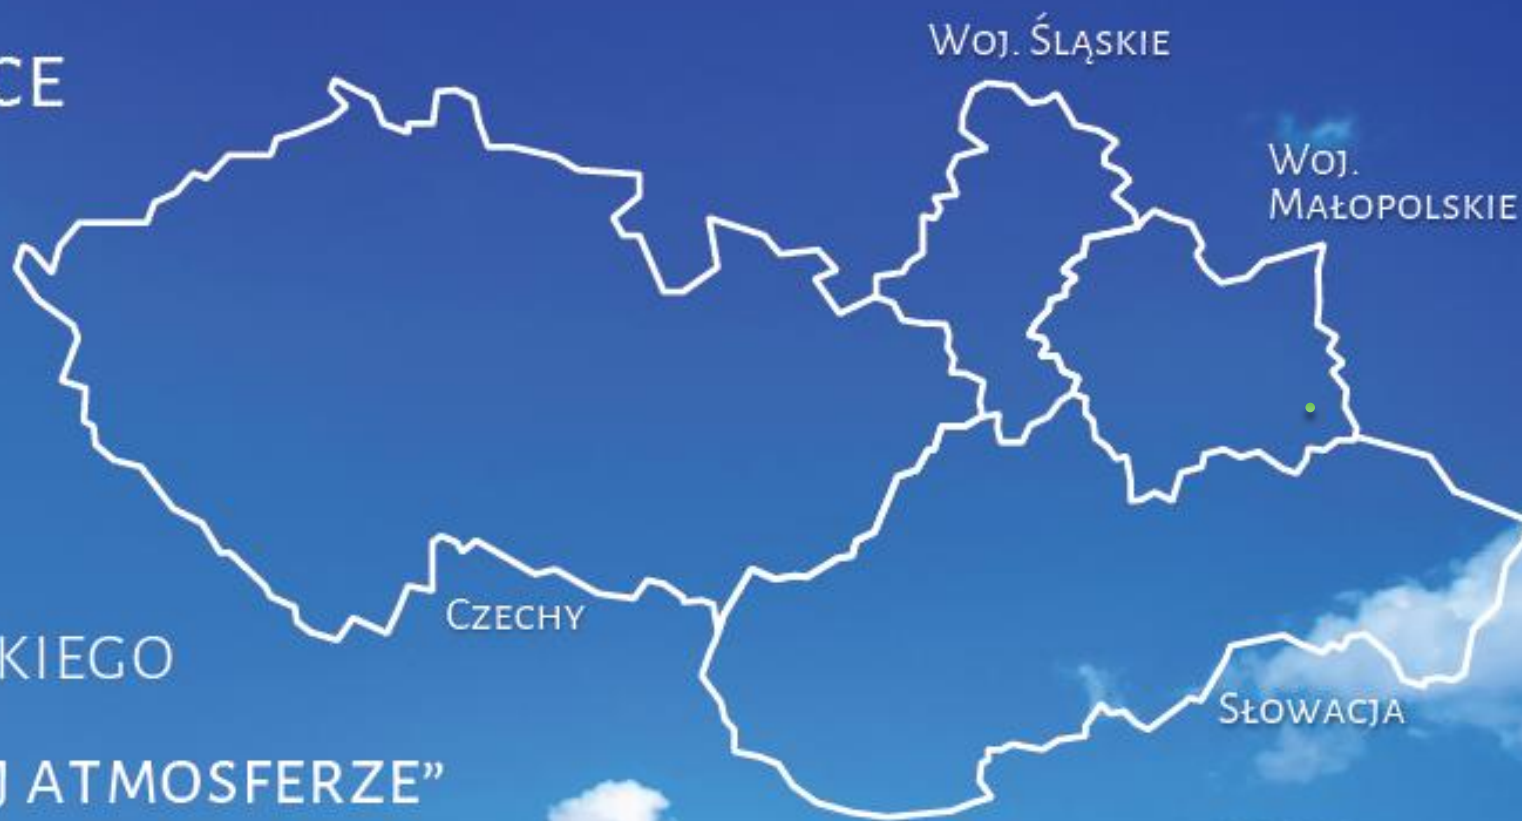 CE
Woj. Śląskie
Woj.
Małopolskie
Czechy
KIEGO
Słowacja
J ATMOSFERZE”